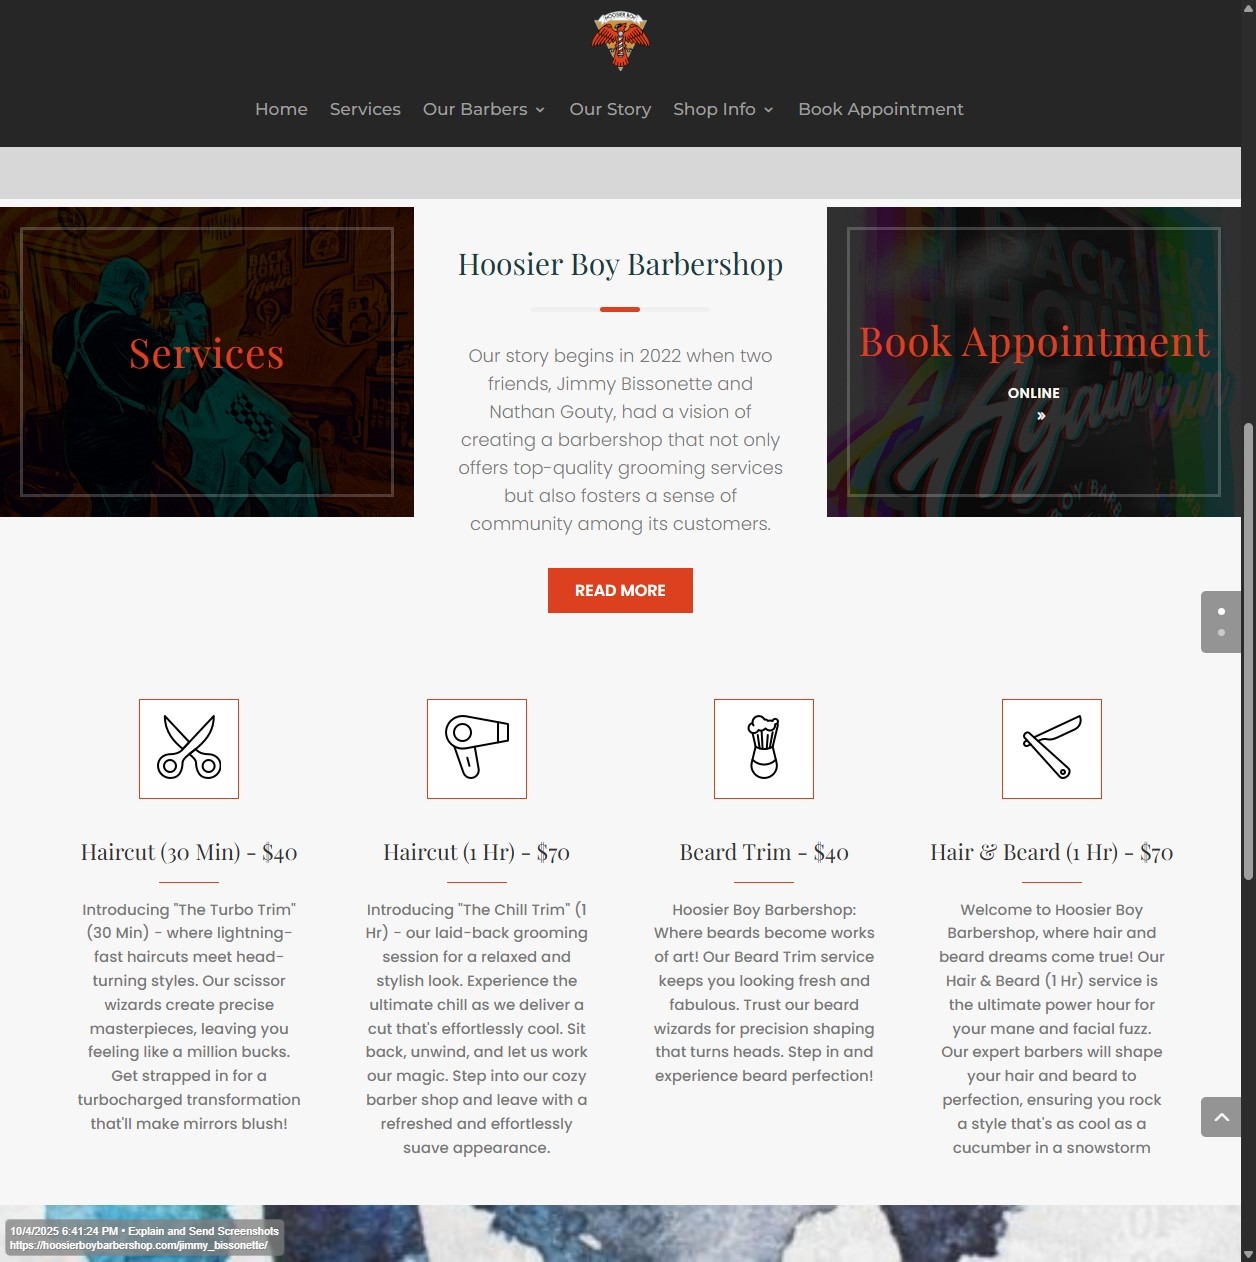 HOOSIER BOY
Home Services Our Barbers Our Story Shop Info Book Appointment
BACK
HOME
Again
Services
Hoosier Boy Barbershop
Our story begins in 2022 when two
friends, Jimmy Bissonette and
Nathan Gouty, had a vision of
creating a barbershop that not only
offers top-quality grooming services
but also fosters a sense of
community among its customers.
READ MORE
BACK
HOME
Again
Book Appointment
ONLINE
»
BOY BARB
Haircut (30 Min) - $40
Introducing "The Turbo Trim"
(30 Min) - where lightning-
fast haircuts meet head-
turning styles. Our scissor
wizards create precise
masterpieces, leaving you
feeling like a million bucks.
Get strapped in for a
turbocharged transformation
that'll make mirrors blush!
Haircut (1 Hr) - $70
Introducing "The Chill Trim" (1
Hr) - our laid-back grooming
session for a relaxed and
stylish look. Experience the
ultimate chill as we deliver a
cut that's effortlessly cool. Sit
back, unwind, and let us work
our magic. Step into our cozy
barber shop and leave with a
refreshed and effortlessly
suave appearance.
Beard Trim - $40
Hoosier Boy Barbershop:
Where beards become works
of art! Our Beard Trim service
keeps you looking fresh and
fabulous. Trust our beard
wizards for precision shaping
that turns heads. Step in and
experience beard perfection!
Hair & Beard (1 Hr) - $70
Welcome to Hoosier Boy
Barbershop, where hair and
beard dreams come true! Our
Hair & Beard (1 Hr) service is
the ultimate power hour for
your mane and facial fuzz.
Our expert barbers will shape
your hair and beard to
perfection, ensuring you rock
a style that's as cool as a
cucumber in a snowstorm
10/4/2025 6:41:24 PM • Explain and Send Screenshots
https://hoosierboybarbershop.com/jimmy_bissonette/